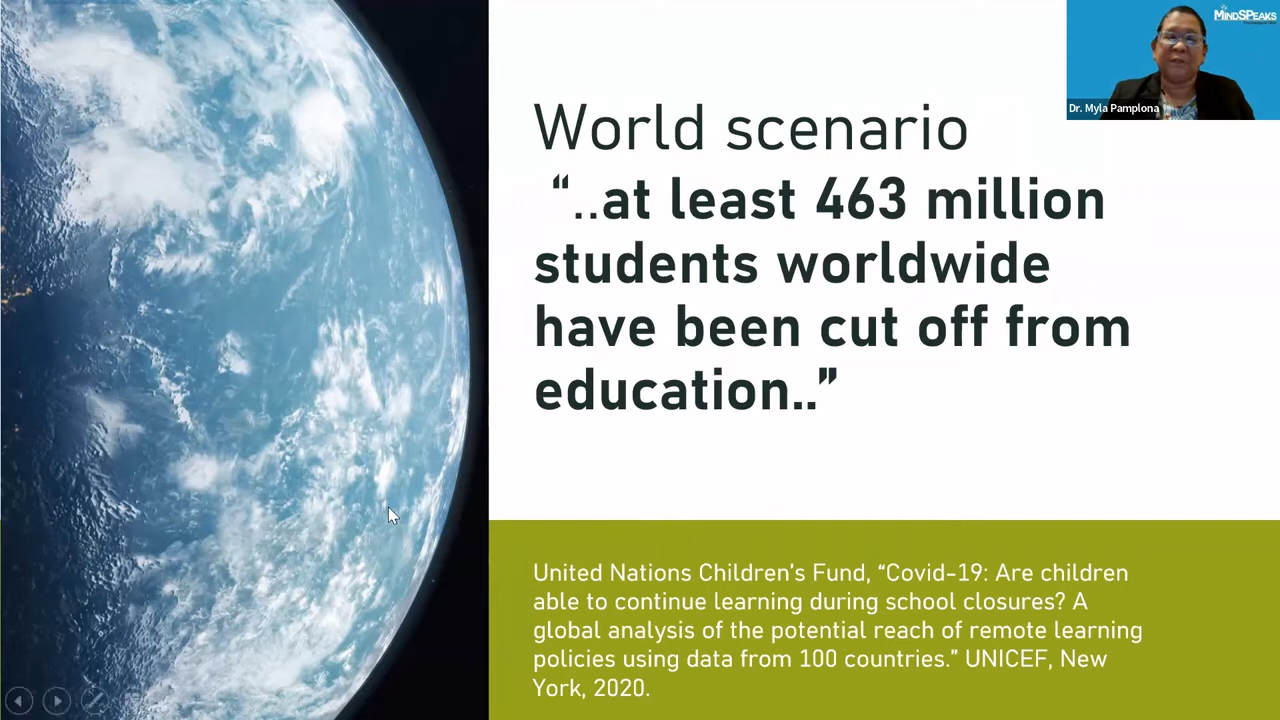 MINDSPEAKS
Dr. Myla Pamplona
World scenario
“..at least 463 million
students worldwide
have been cut off from
education..”
United Nations Children’s Fund, “Covid-19: Are children
able to continue learning during school closures? A
global analysis of the potential reach of remote learning
policies using data from 100 countries.” UNICEF, New
York, 2020.